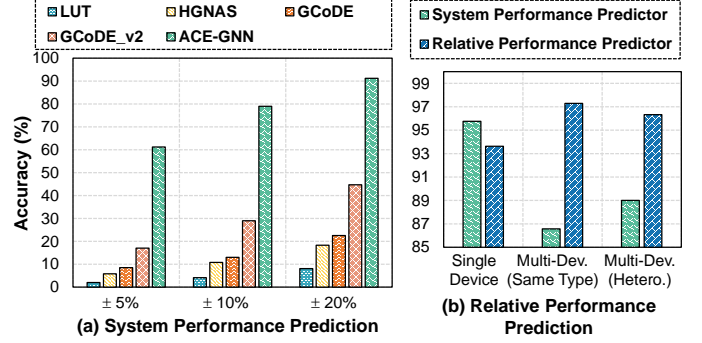 LUT HGNAS GCoDE
GCoDE_v2 ACE-GNN
Accuracy (%)
100
90
80
70
60
50
40
30
20
10
0
± 5% ± 10% ± 20%
(a) System Performance Prediction
System Performance Predictor
Relative Performance Predictor
99
97
95
93
91
89
87
85
Single Multi-Dev. Multi-Dev.
Device (Same Type) (Hetero.)
(b) Relative Performance
Prediction